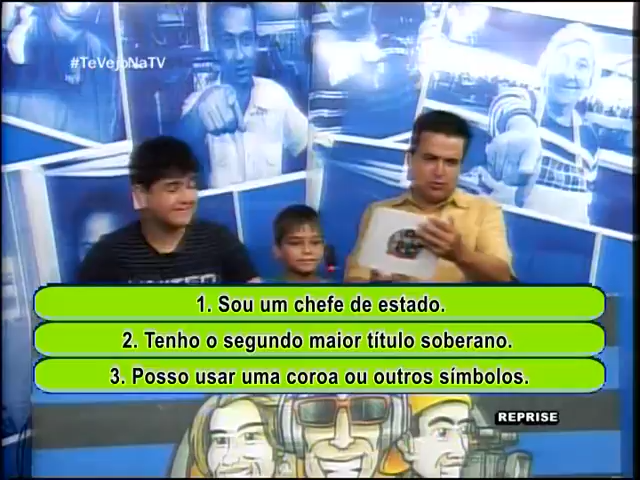 #TeVejoNaTV
1. Sou um chefe de estado.
2. Tenho o segundo maior título soberano.
3. Posso usar uma coroa ou outros símbolos.
REPRISE